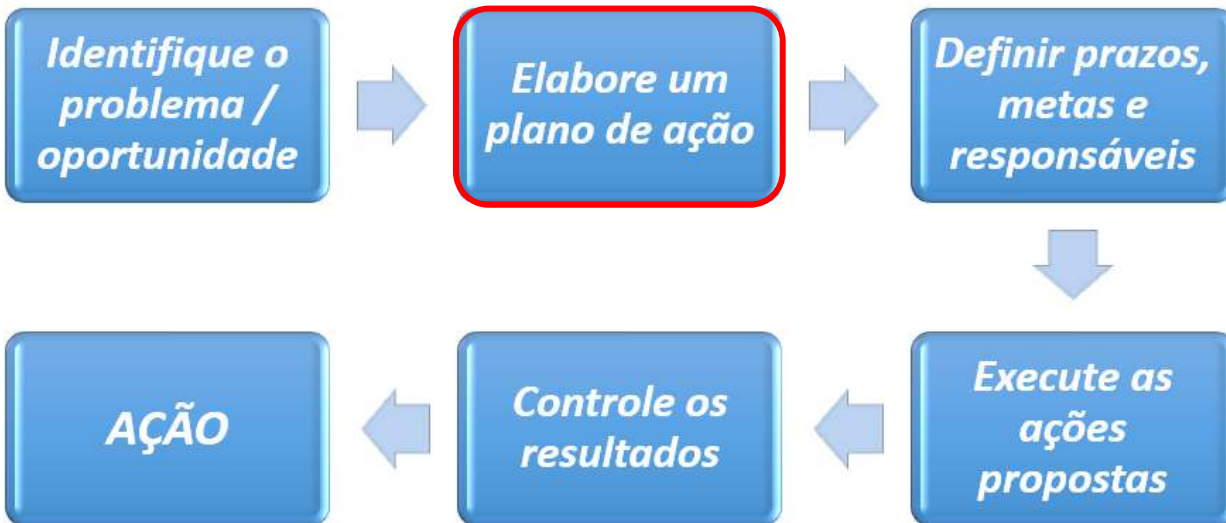 Identifique o
problema /
oportunidade
Elabore um
plano de ação
Definir prazos,
metas e
responsáveis
Execute as
ações
propostas
Controle os
resultados
AÇÃO